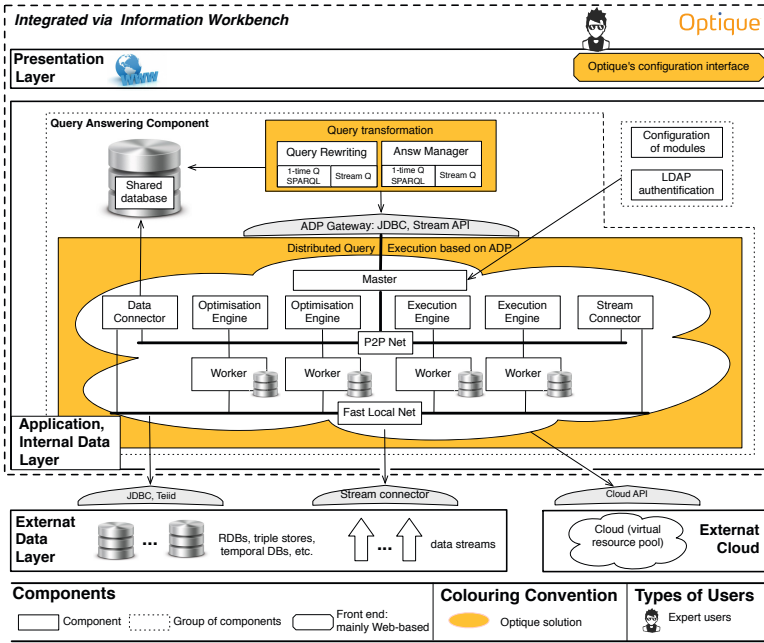 Integrated via Information Workbench
Optique
Presentation
Layer
WWW
Optique's configuration interface
Query Answering Component
Query transformation
Query Rewriting
Answ Manager
1-time Q
SPARQL
Stream Q
1-time Q
SPARQL
Stream Q
Configuration
of modules
LDAP
authentification
Shared
database
ADP Gateway: JDBC, Stream API
Distributed Query Execution based on ADP
Master
Data
Connector
Optimisation
Engine
Optimisation
Engine
Execution
Engine
Execution
Engine
Stream
Connector
P2P Net
Worker
Worker
Worker
Worker
Fast Local Net
Application,
Internal Data
Layer
JDBC, Teiid
Stream connector
Cloud API
Externat
Data
Layer
...
RDBs, triple stores,
temporal DBs, etc.
...
data streams
Cloud (virtual
resource pool)
Externat
Cloud
Components
Component
Group of components
Front end:
mainly Web-based
Colouring Convention
Optique solution
Types of Users
Expert users